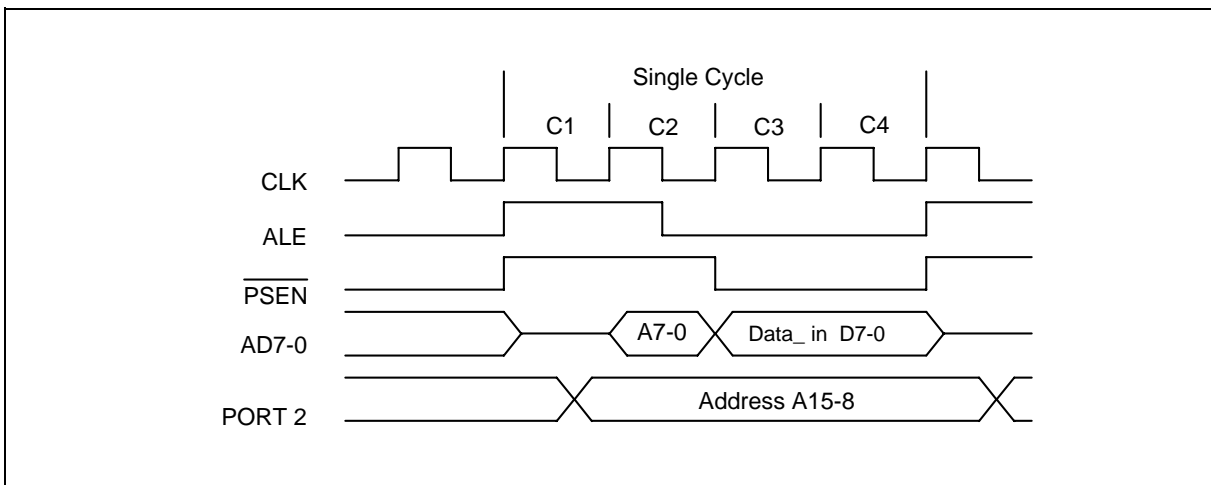 Single Cycle
C1 C2 C3 C4
CLK
ALE
PSEN
AD7-0 A7-0 Data_ in D7-0
PORT 2 Address A15-8